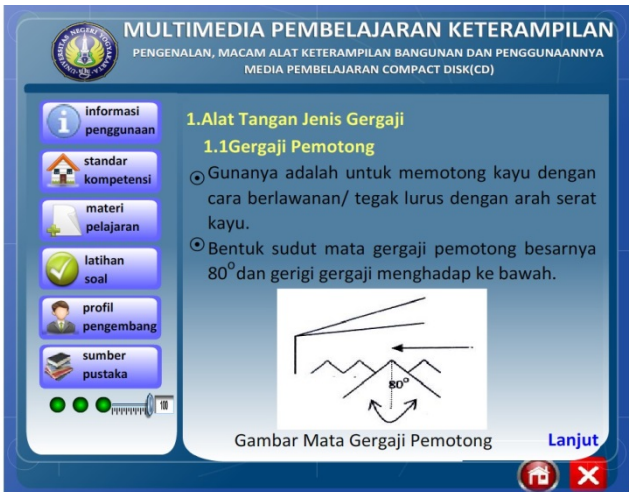 MULTIMEDIA PEMBELAJARAN KETERAMPILAN
PENGENALAN, MACAM ALAT KETERAMPILAN BANGUNAN DAN PENGGUNAANNYA
MEDIA PEMBELAJARAN COMPACT DISK(CD)
UNIVERSITAS NEGERI YOGYAKARTA
informasi
penggunaan
standar
kompetensi
materi
pelajaran
latihan
soal
profil
pengembang
sumber
pustaka
100
1.Alat Tangan Jenis Gergaji
1.1Gergaji Pemotong
Gunanya adalah untuk memotong kayu dengan
cara berlawanan/ tegak lurus dengan arah serat
kayu.
Bentuk sudut mata gergaji pemotong besarnya
80° dan gerigi gergaji menghadap ke bawah.
80°
Gambar Mata Gergaji Pemotong
Lanjut